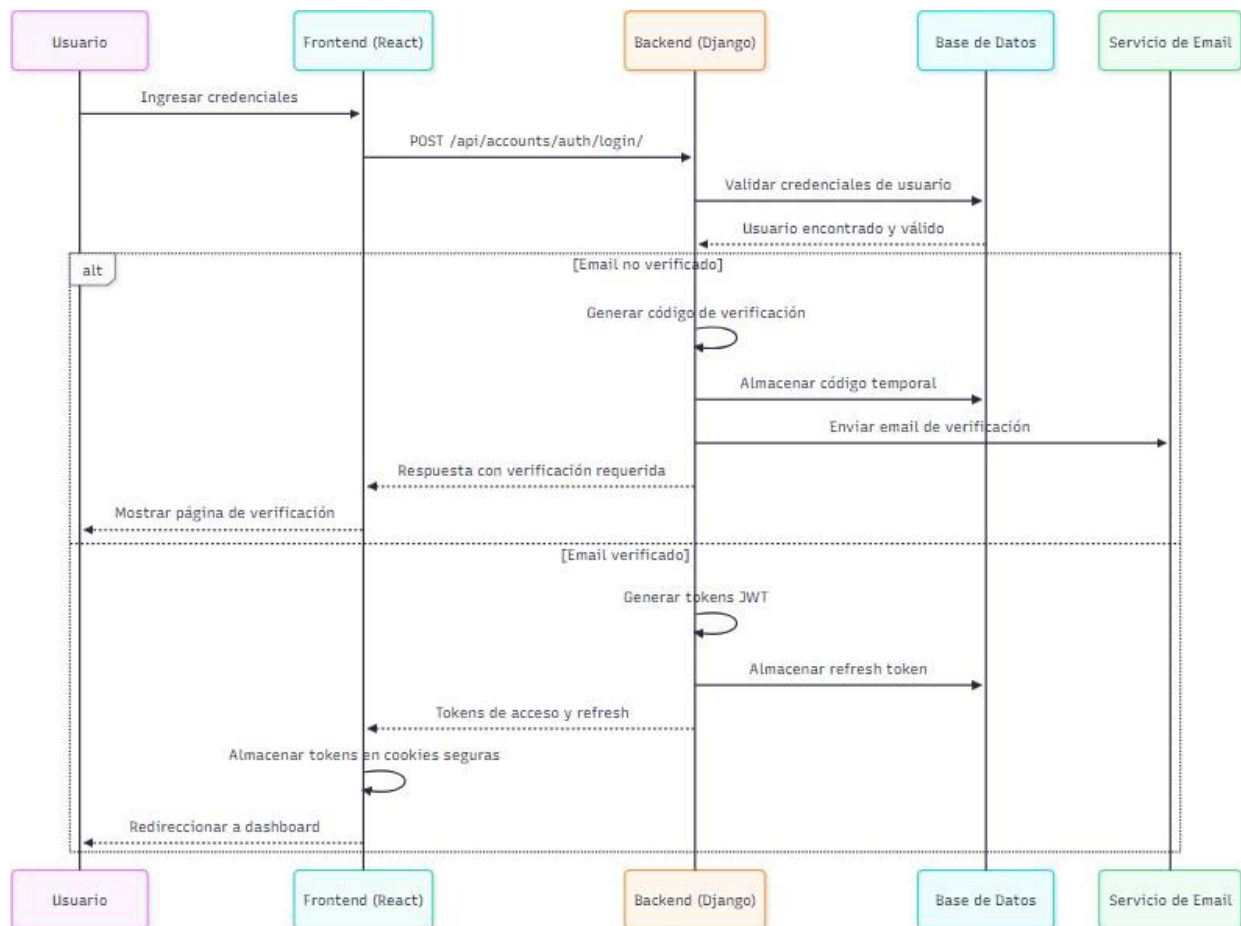 Usuario
Frontend (React)
Backend (Django)
Base de Datos
Servicio de Email
Ingresar credenciales
POST /api/accounts/auth/login/
Validar credenciales de usuario
Usuario encontrado y válido
alt
[Email no verificado]
Generar código de verificación
Almacenar código temporal
Enviar email de verificación
Respuesta con verificación requerida
Mostrar página de verificación
[Email verificado]
Generar tokens JWT
Almacenar refresh token
Tokens de acceso y refresh
Almacenar tokens en cookies seguras
Redireccionar a dashboard
Usuario
Frontend (React)
Backend (Django)
Base de Datos
Servicio de Email